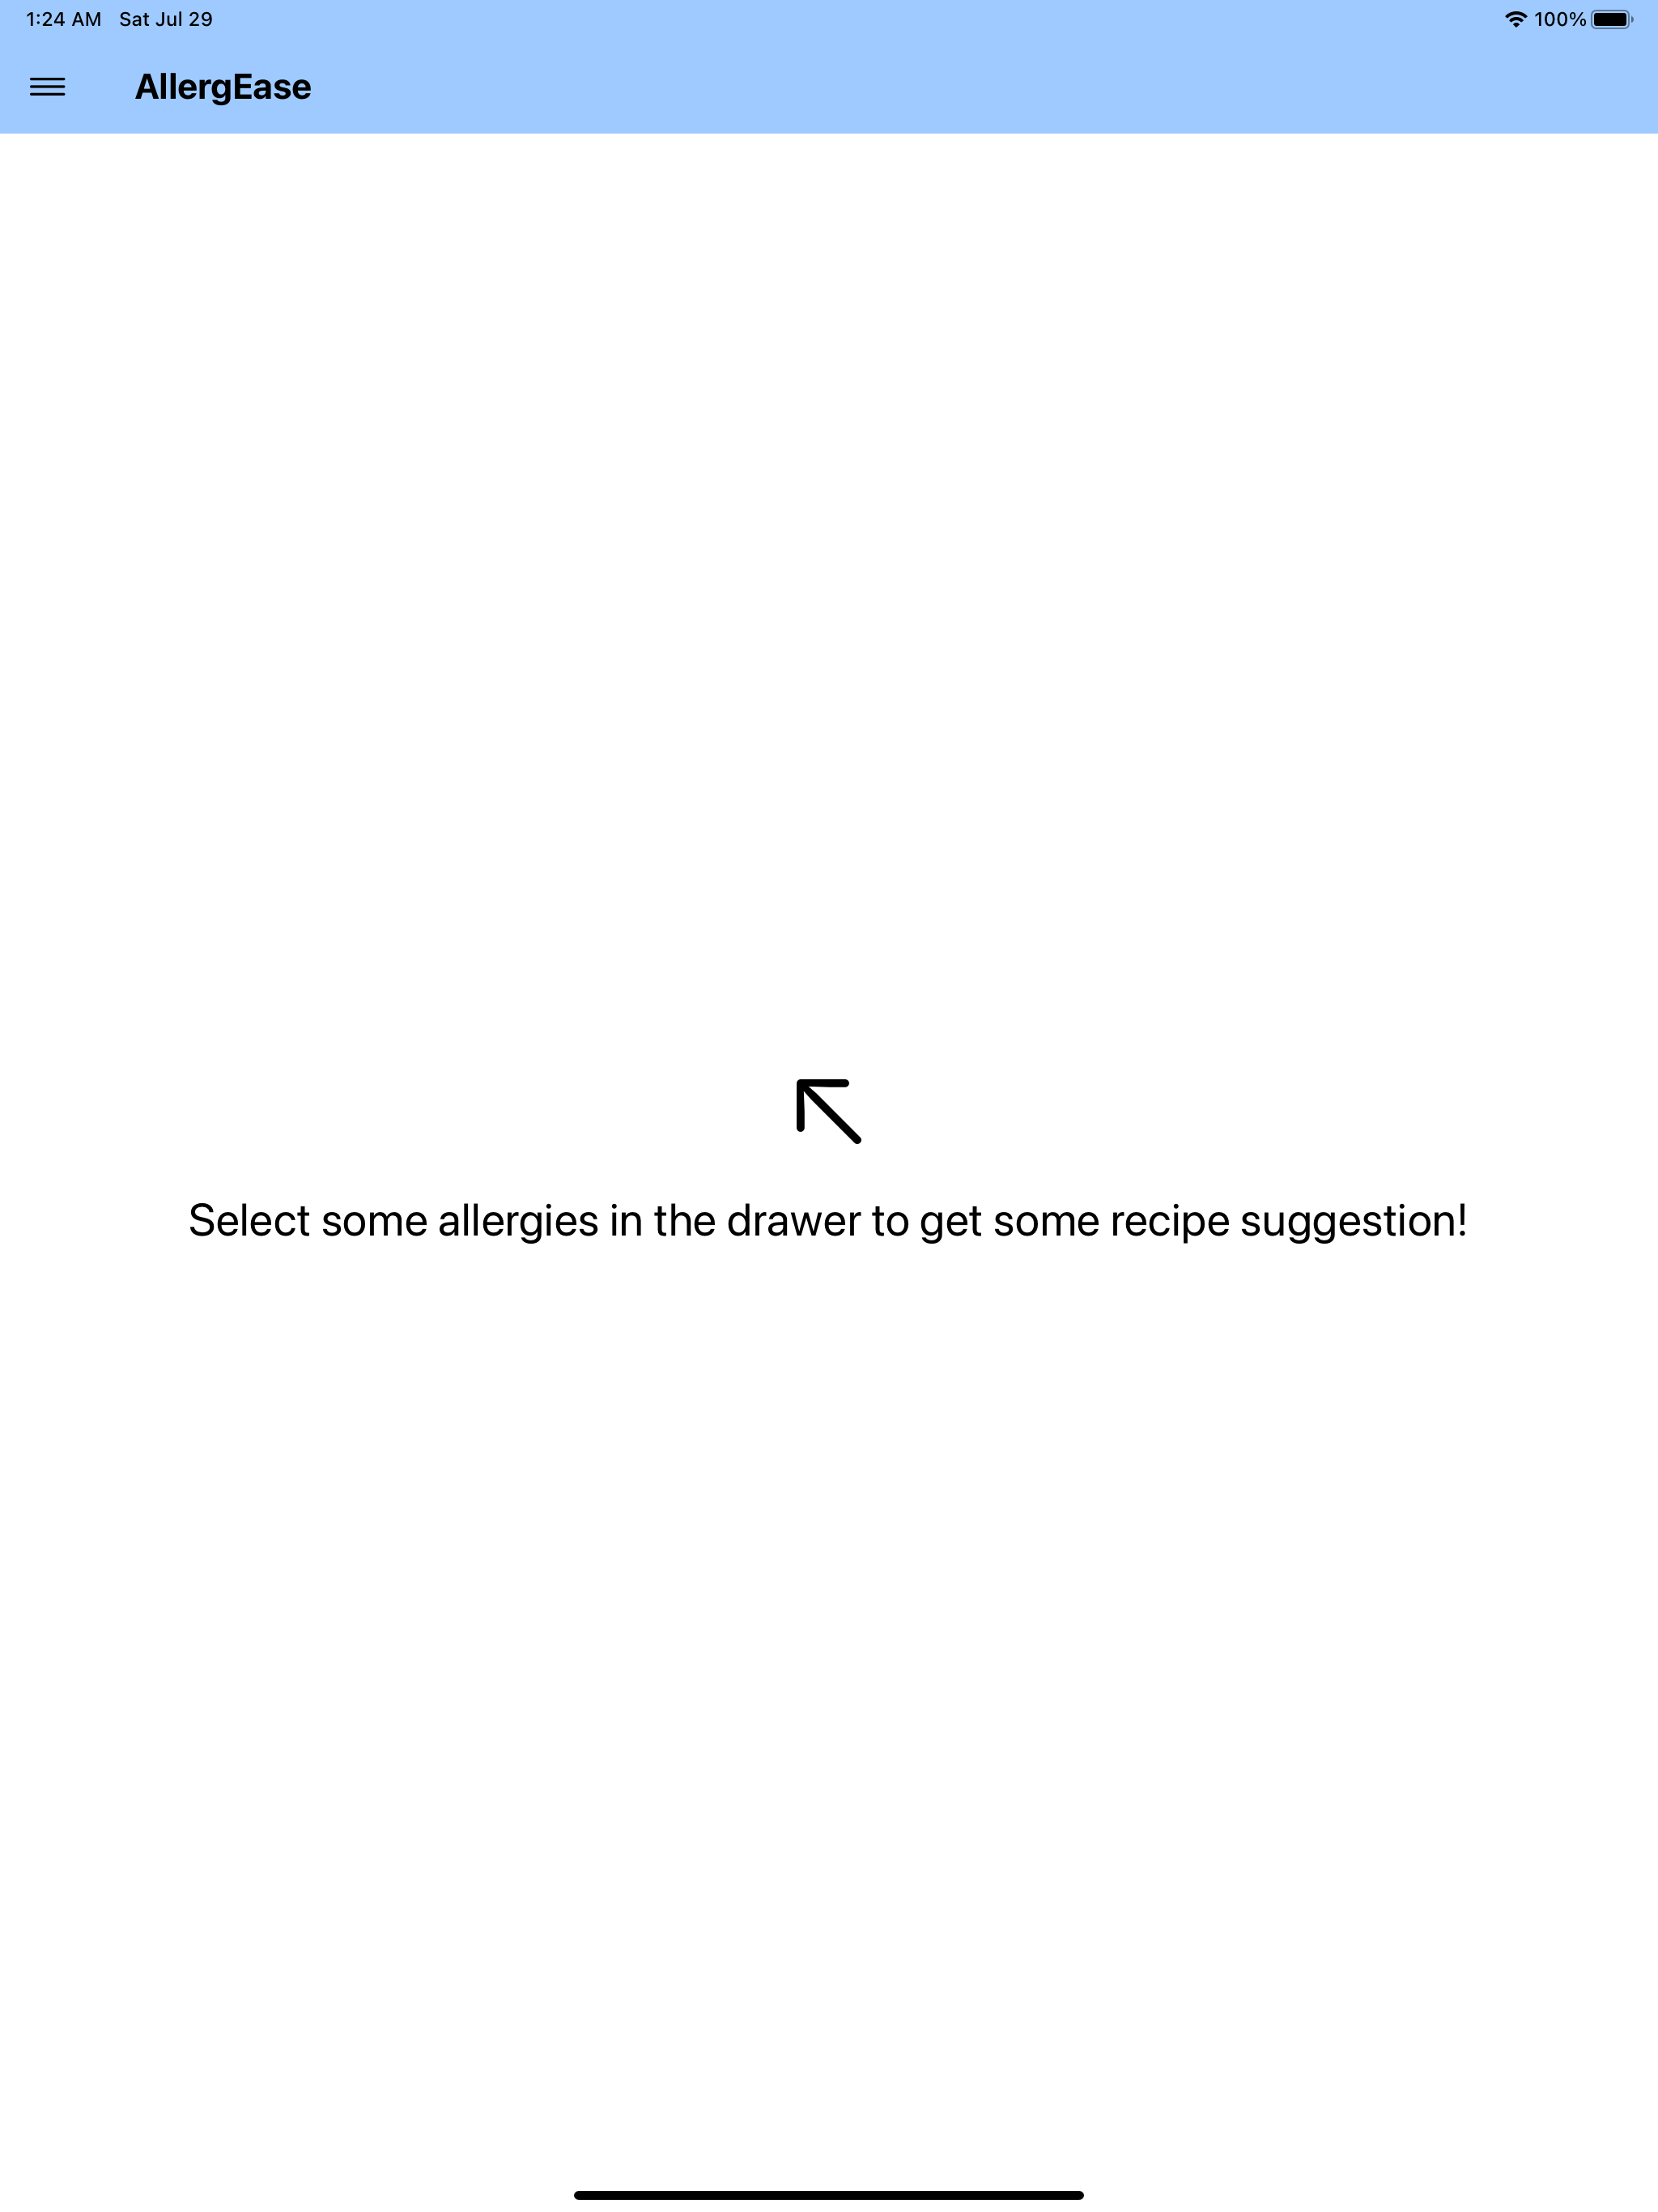 1:24 AM Sat Jul 29 100%
AllergEase
Select some allergies in the drawer to get some recipe suggestion!